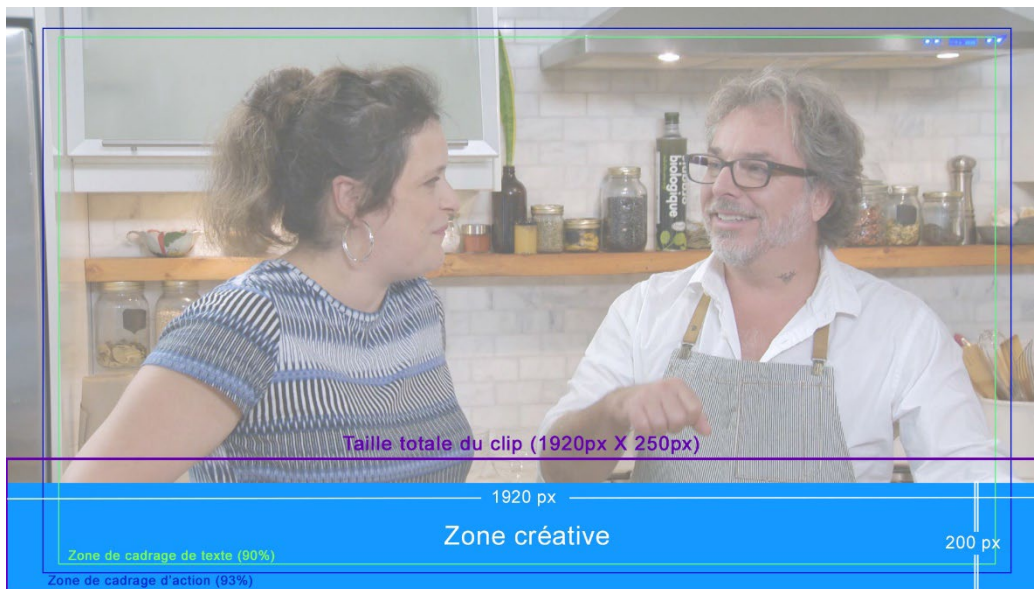 biologique
Taille totale du clip (1920px X 250px)
1920 px
Zone créative
200 px
Zone de cadrage de texte (90%)
Zone de cadrage d'action (93%)